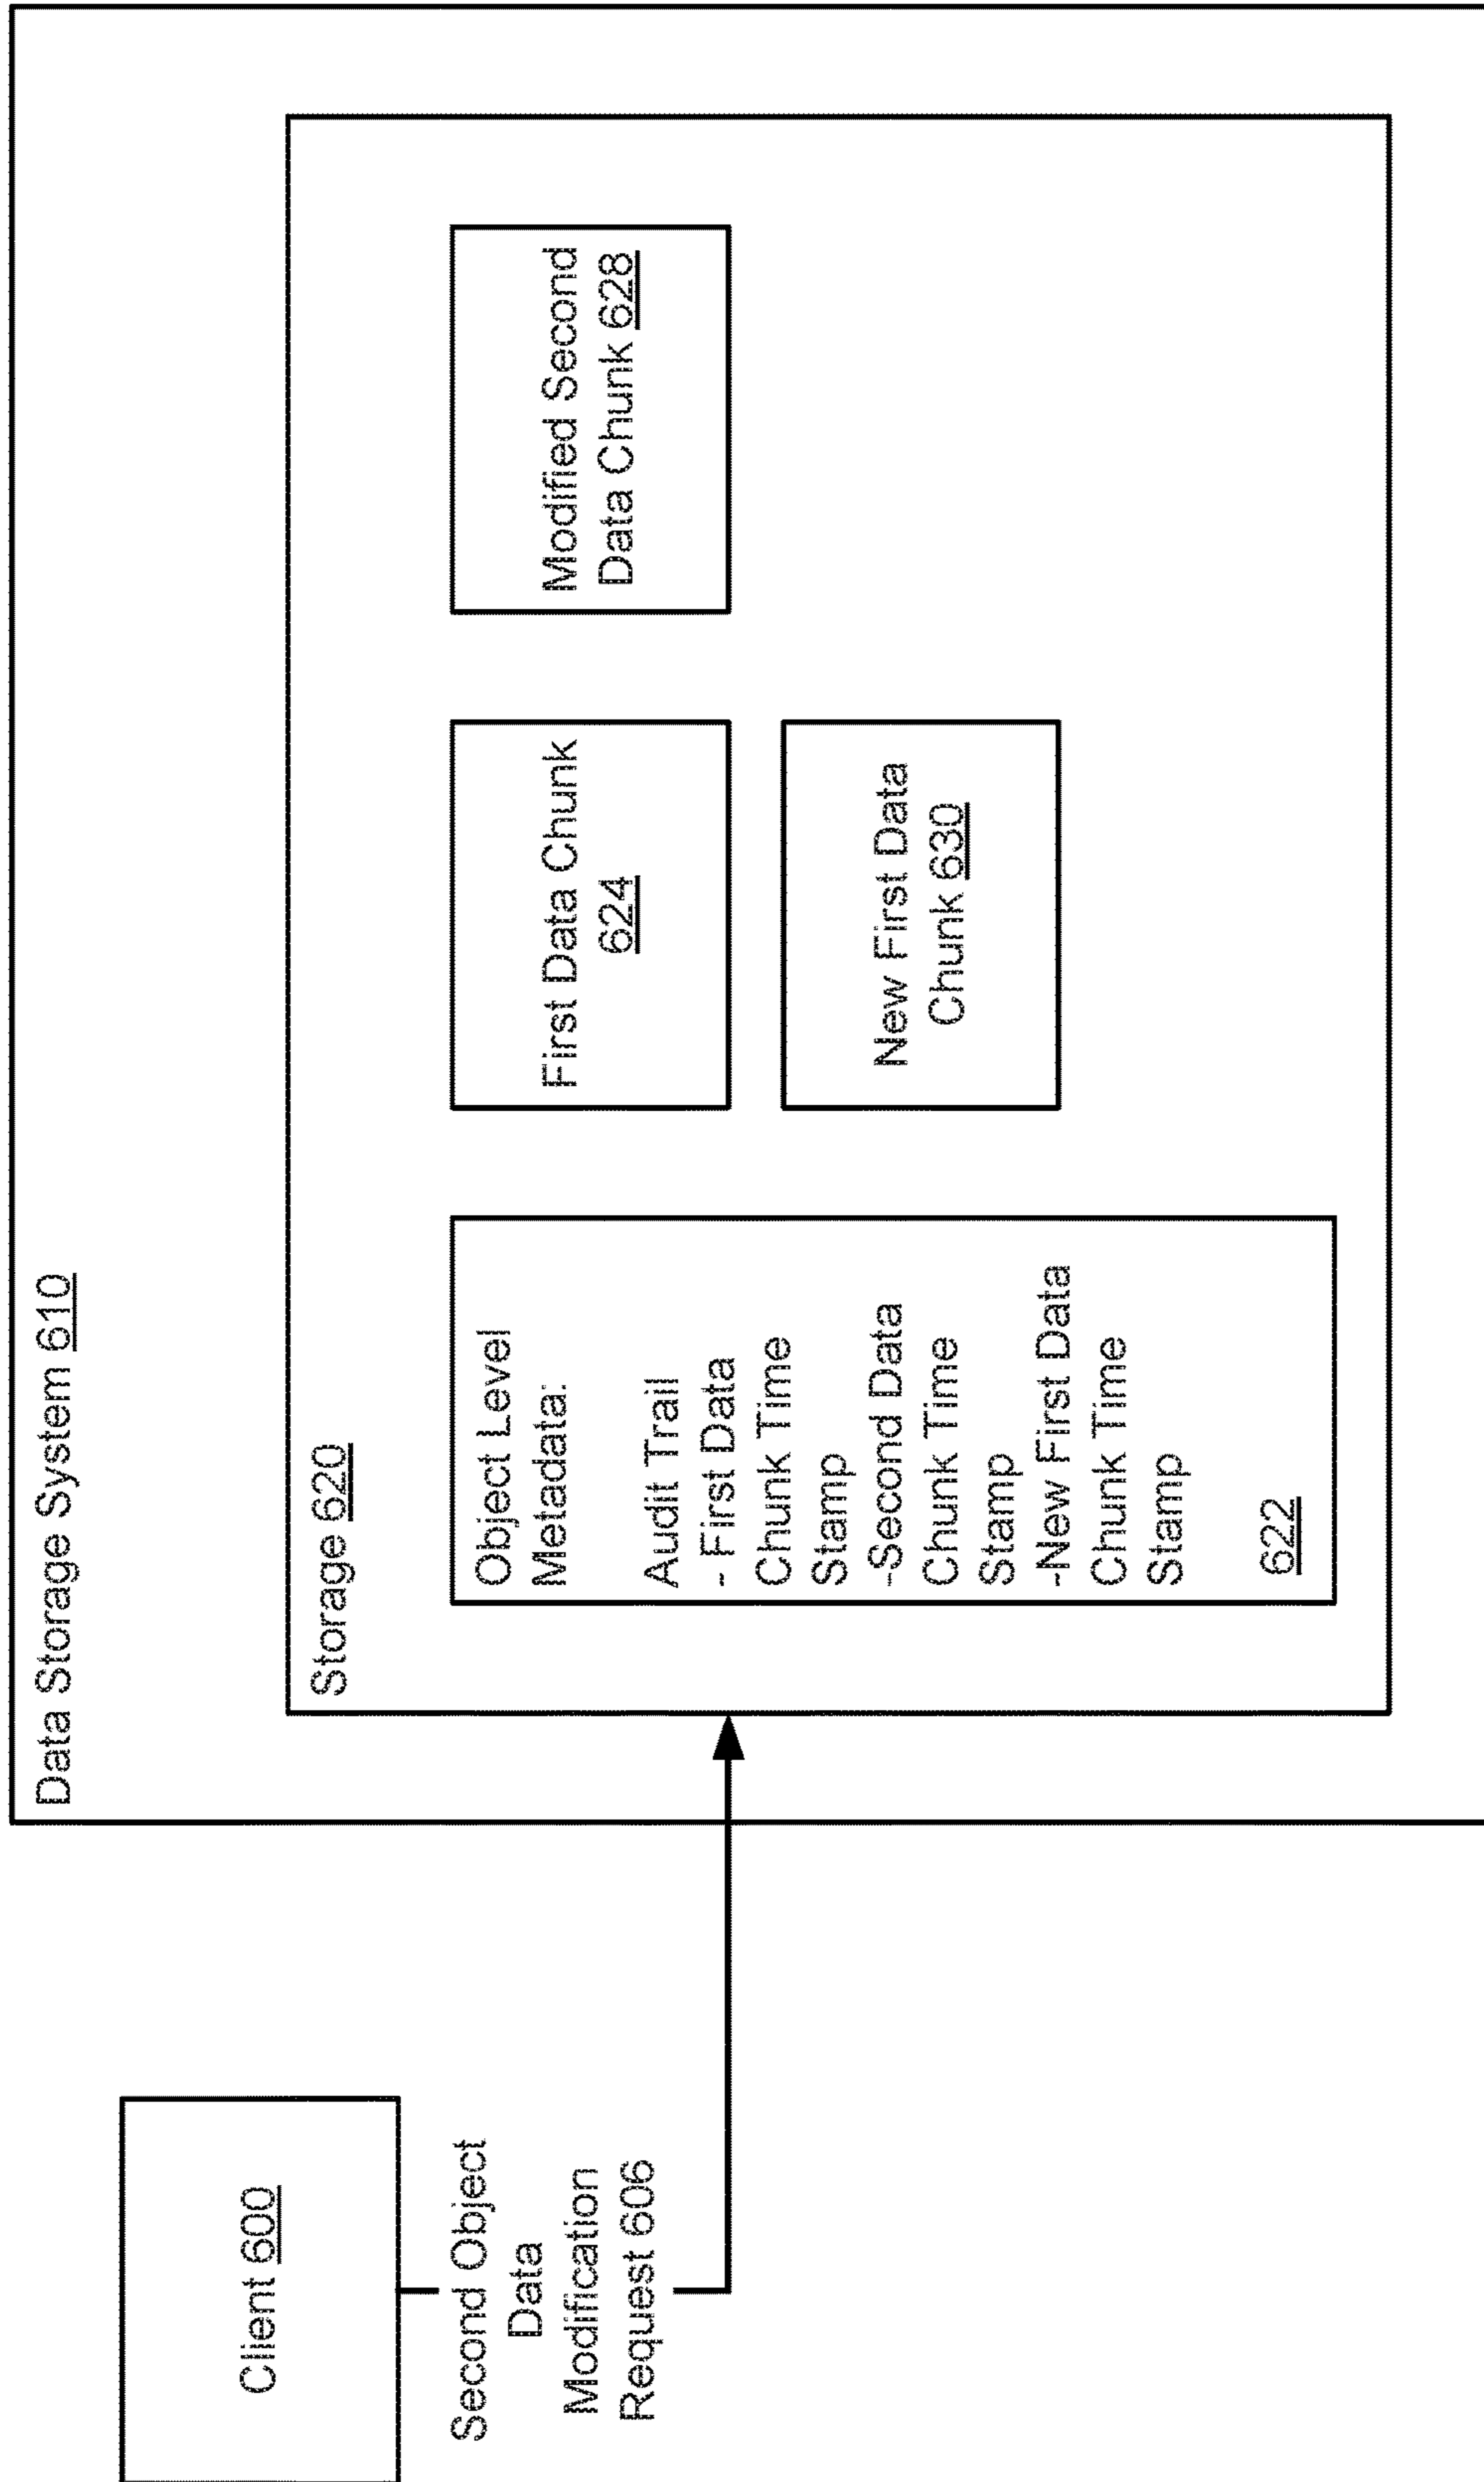 Client 600
Second Object
Data
Modification
Request 606
Data Storage System 610
Storage 620
Object Level
Metadata:
Audit Trail
- First Data
Chunk Time
Stamp
-Second Data
Chunk Time
Stamp
-New First Data
Chunk Time
Stamp
622
First Data Chunk
624
New First Data
Chunk 630
Modified Second
Data Chunk 628